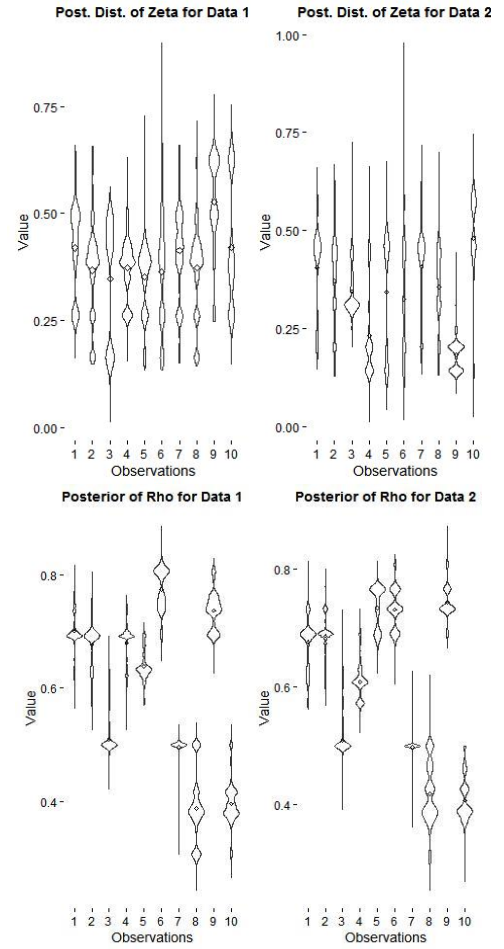 Post. Dist. of Zeta for Data 1
0.75
0.50
0.25
0.00
Value
1 2 3 4 5 6 7 8 9 10
Observations
Post. Dist. of Zeta for Data 2
1.00
0.75
0.50
0.25
0.00
Value
1 2 3 4 5 6 7 8 9 10
Observations
Posterior of Rho for Data 1
0.8
0.6
0.4
Value
1 2 3 4 5 6 7 8 9 10
Observations
Posterior of Rho for Data 2
0.8
0.6
0.4
Value
1 2 3 4 5 6 7 8 9 10
Observations